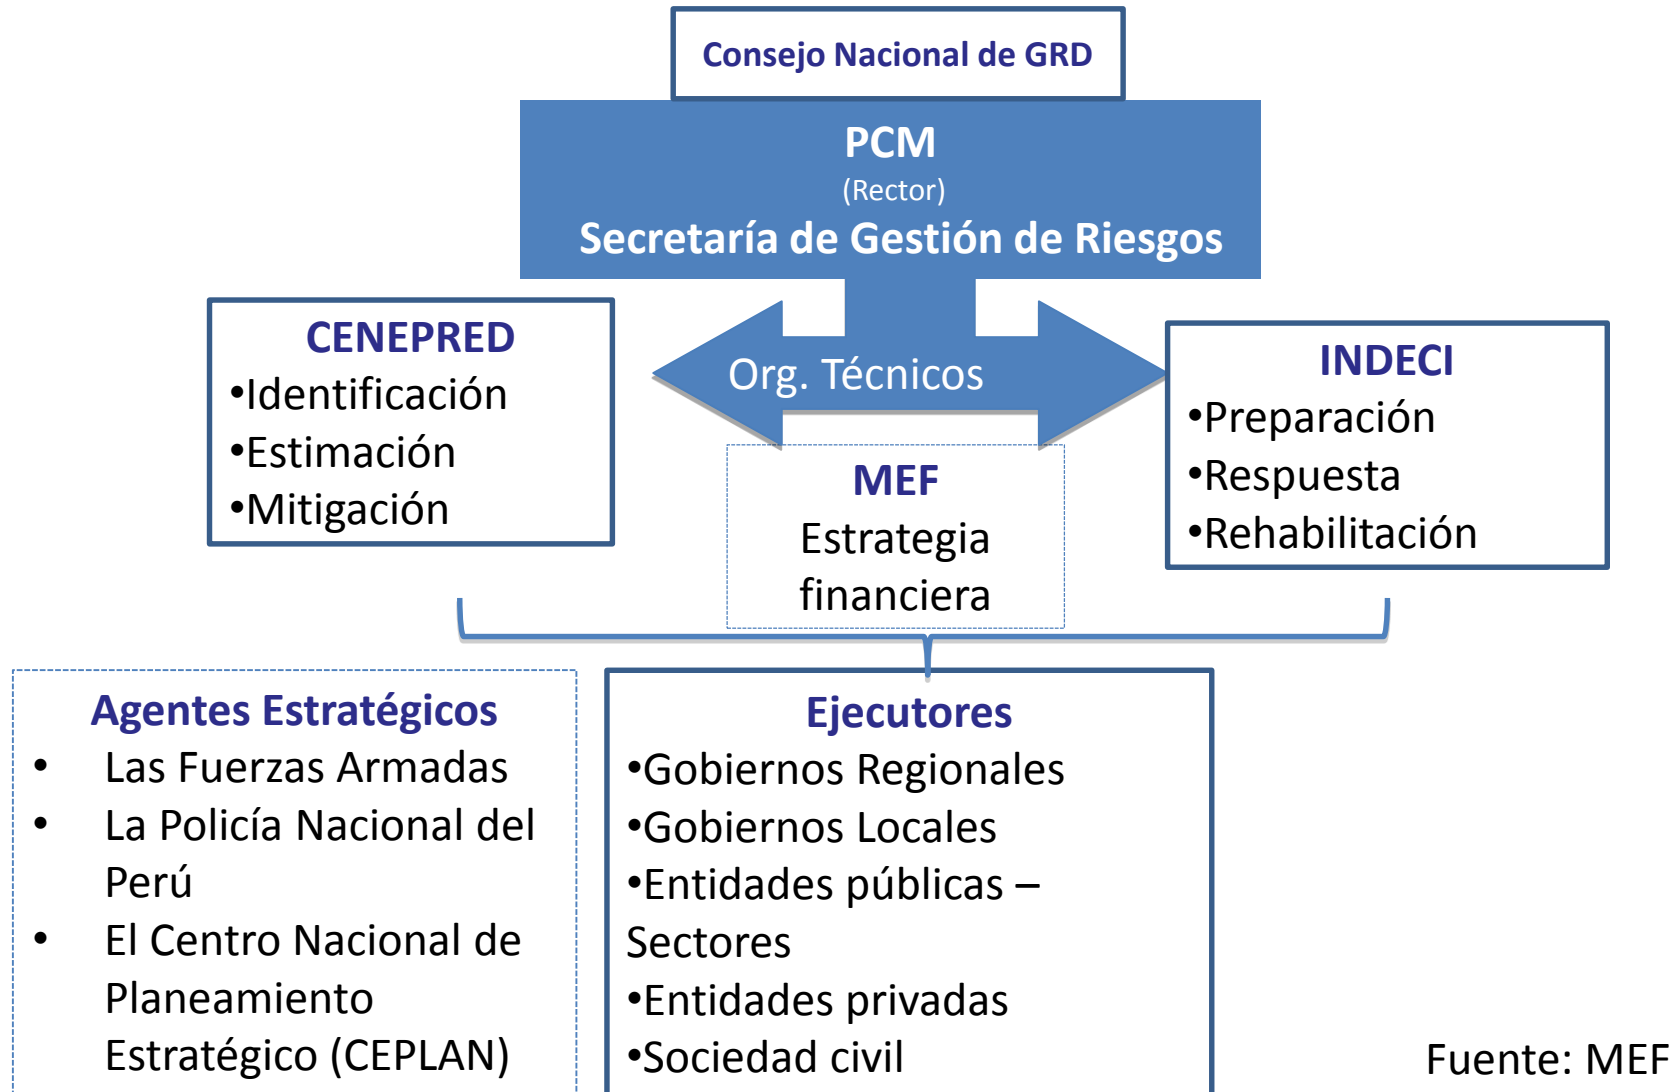 Consejo Nacional de GRD
PCM
(Rector)
Secretaría de Gestión de Riesgos
CENEPRED
•Identificación
•Estimación
•Mitigación
Org. Técnicos
INDECI
•Preparación
•Respuesta
•Rehabilitación
MEF
Estrategia
financiera
Agentes Estratégicos
• Las Fuerzas Armadas
• La Policía Nacional del
Perú
• El Centro Nacional de
Planeamiento
Estratégico (CEPLAN)
Ejecutores
•Gobiernos Regionales
•Gobiernos Locales
•Entidades públicas –
Sectores
•Entidades privadas
•Sociedad civil
Fuente: MEF